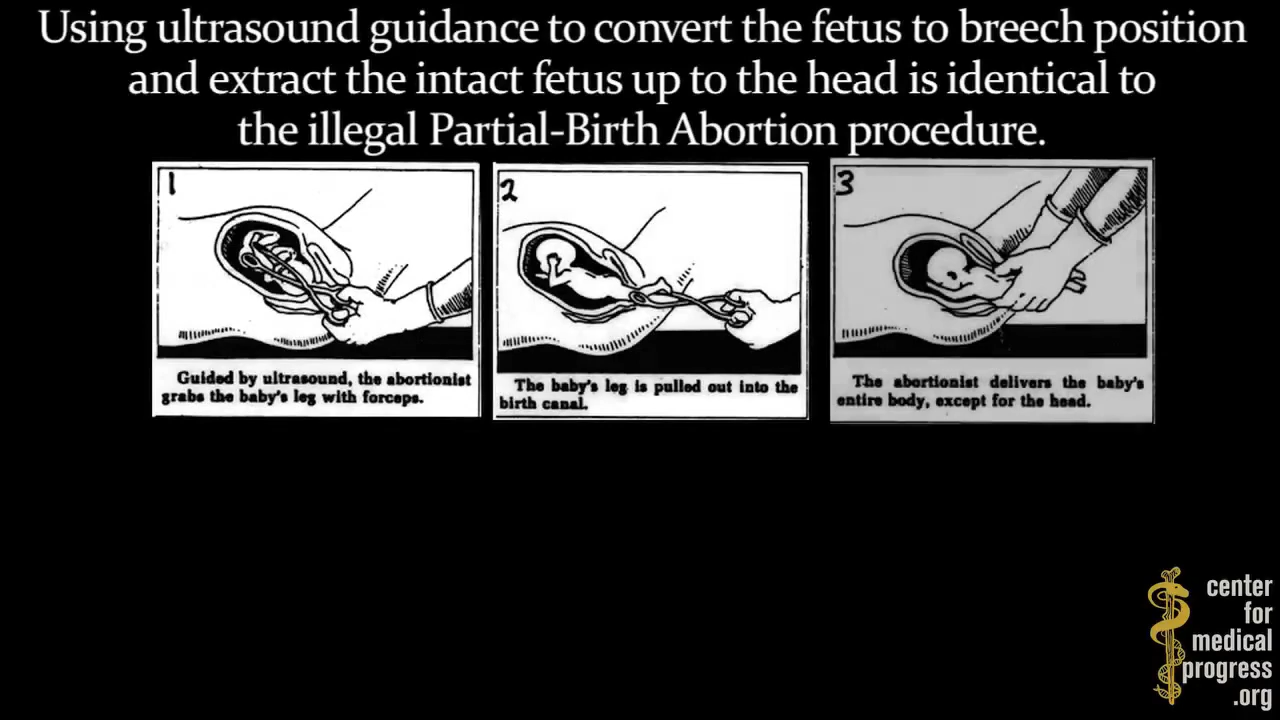 Using ultrasound guidance to convert the fetus to breech position
and extract the intact fetus up to the head is identical to
the illegal Partial-Birth Abortion procedure.
1
Guided by ultrasound, the abortionist
grabs the baby's leg with forceps.
2
The baby's leg is pulled out into the
birth canal.
3
The abortionist delivers the baby's
entire body, except for the head.
center
for
medical
progress
.org